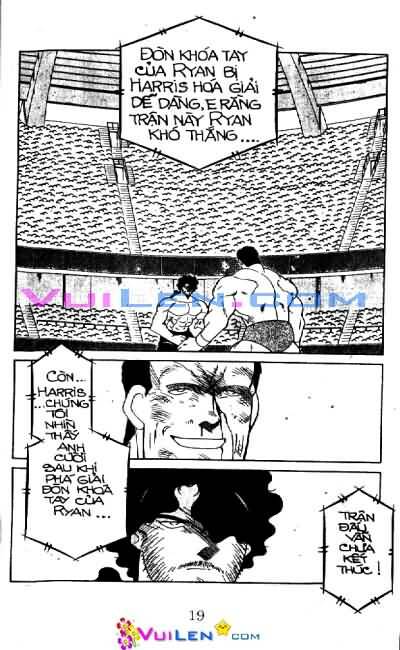 ĐÒN KHÓA TAY
CỦA RYAN BỊ
HARRIS HÓA GIẢI
DỄ DÀNG, E RẰNG
TRẬN NÀY RYAN
KHÓ THẮNG....
VUILEN.COM
CÒN...
HARRIS
...CHÚNG
TÔI
NHÌN
THẤY
ANH
CƯỜI
SAU KHI
PHÁ GIẢI
ĐÒN KHOÁ
TAY CỦA
RYAN...
TRẬN
ĐẤU
VẪN
CHƯA
KẾT
THÚC!
19
VUILEN.COM